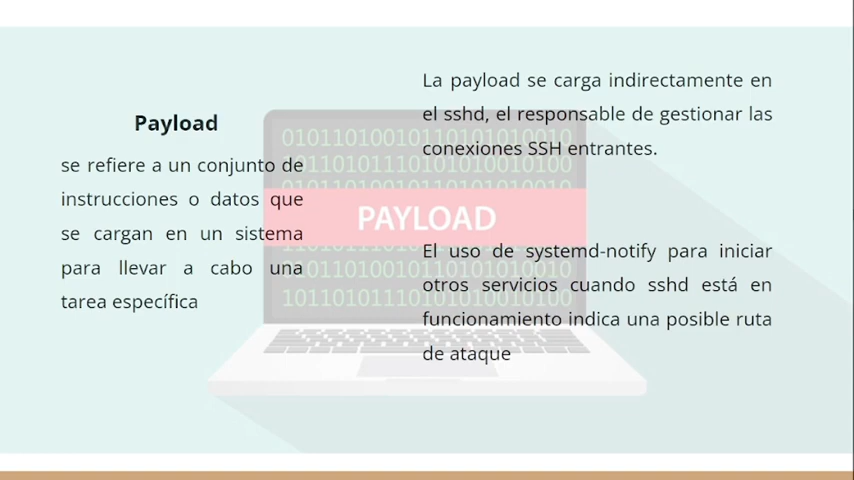 Payload
se refiere a un conjunto de
instrucciones o datos que
se cargan en un sistema
para llevar a cabo una
tarea específica
La payload se carga indirectamente en
el sshd, el responsable de gestionar las
conexiones SSH entrantes.
PAYLOAD
El uso de systemd-notify para iniciar
otros servicios cuando sshd está en
funcionamiento indica una posible ruta
de ataque